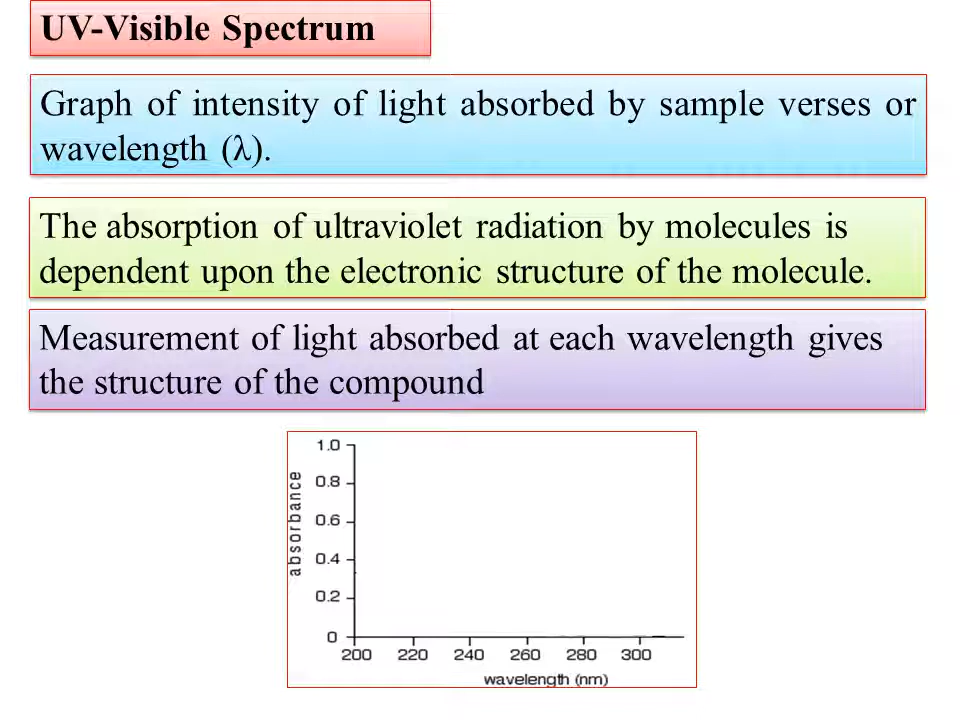 UV-Visible Spectrum
Graph of intensity of light absorbed by sample verses or
wavelength (λ).
The absorption of ultraviolet radiation by molecules is
dependent upon the electronic structure of the molecule.
Measurement of light absorbed at each wavelength gives
the structure of the compound
absorbance
1.0
0.8
0.6
0.4
0.2
0
200 220 240 260 280 300
wavelength (nm)